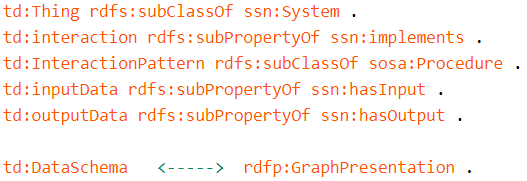 td:Thing rdfs:subClassOf ssn:System .
td:interaction rdfs:subPropertyOf ssn:implements .
td:InteractionPattern rdfs:subClassOf sosa:Procedure .
td:inputData rdfs:subPropertyOf ssn:hasInput .
td:outputData rdfs:subPropertyOf ssn:hasOutput .
td:DataSchema <-----> rdfp:GraphPresentation .